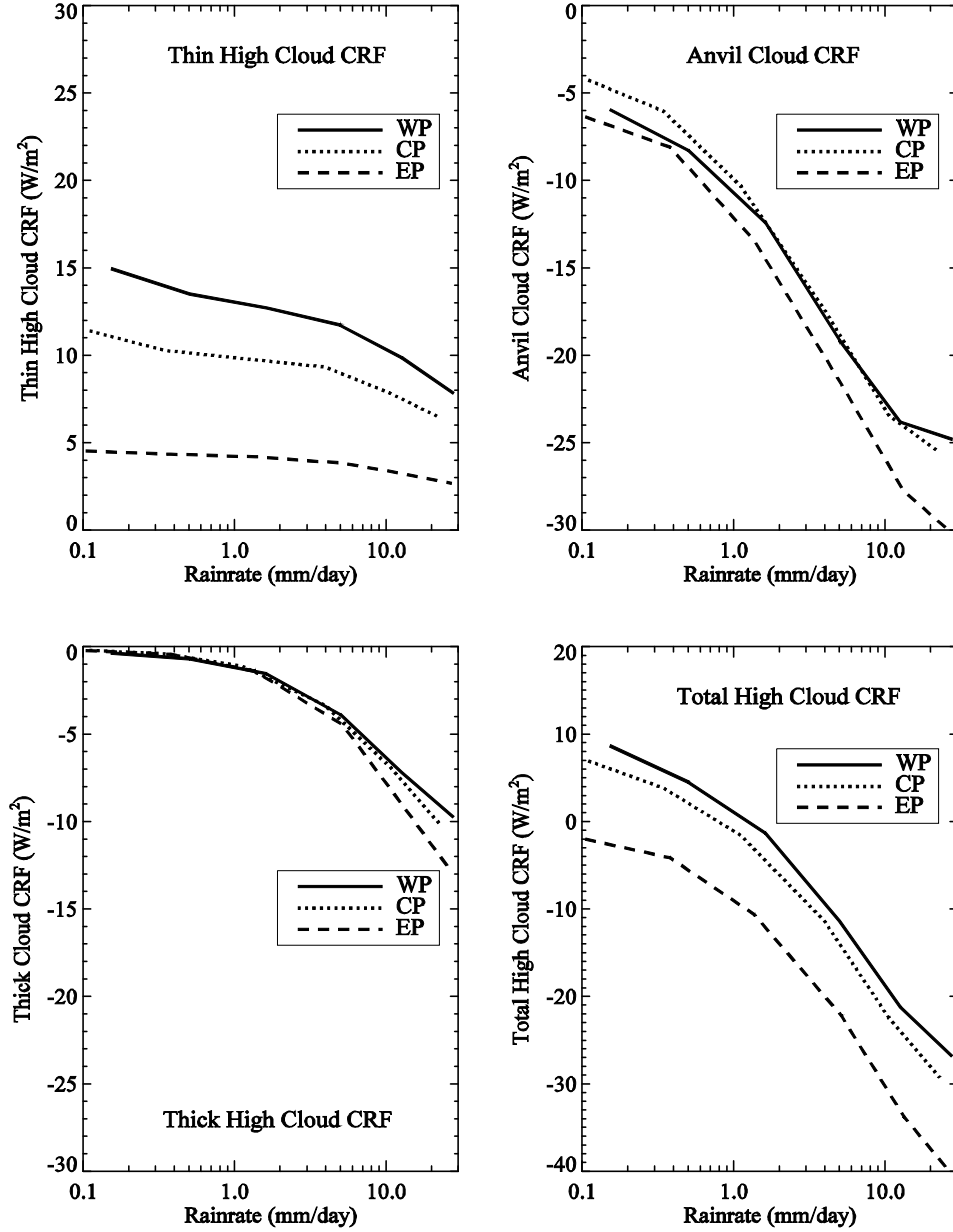 Thin High Cloud CRF
Thin High Cloud CRF (W/m²)
30
25
20
15
10
5
0
WP
CP
EP
0.1 1.0 10.0
Rainrate (mm/day)
Anvil Cloud CRF
Anvil Cloud CRF (W/m²)
0
-5
-10
-15
-20
-25
-30
WP
CP
EP
0.1 1.0 10.0
Rainrate (mm/day)
Thick Cloud CRF (W/m²)
0
-5
-10
-15
-20
-25
-30
WP
CP
EP
Thick High Cloud CRF
0.1 1.0 10.0
Rainrate (mm/day)
Total High Cloud CRF
Total High Cloud CRF (W/m²)
20
10
0
-10
-20
-30
-40
WP
CP
EP
0.1 1.0 10.0
Rainrate (mm/day)